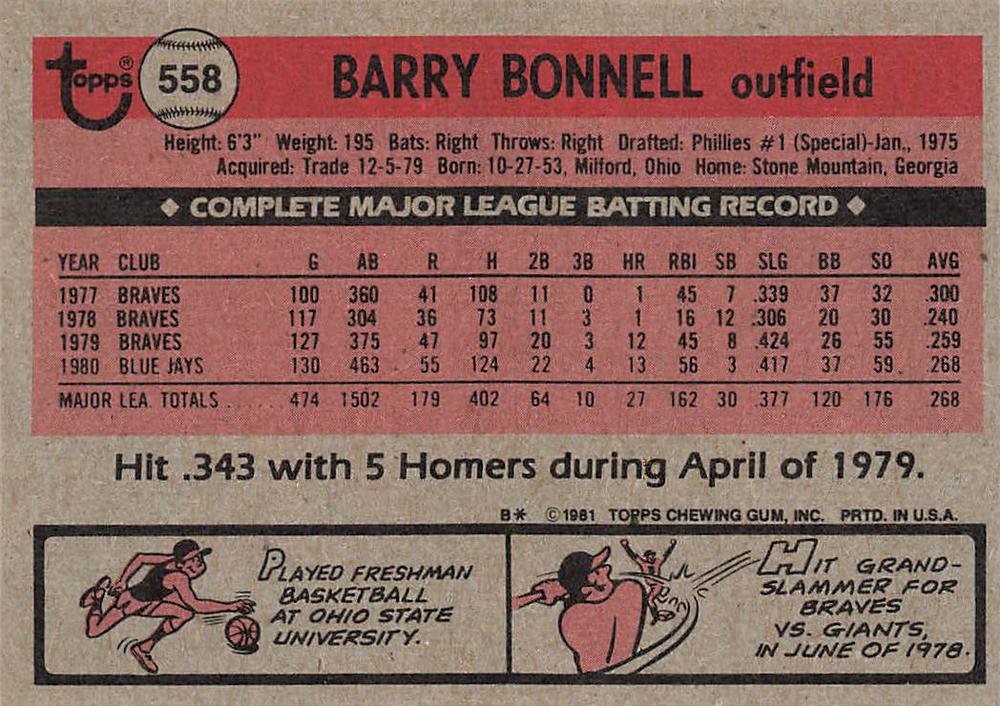 Topps®
558
BARRY BONNELL outfield
Height: 6'3" Weight: 195 Bats: Right Throws: Right Drafted: Phillies #1 (Special)-Jan., 1975
Acquired: Trade 12-5-79 Born: 10-27-53, Milford, Ohio Home: Stone Mountain, Georgia
◆ COMPLETE MAJOR LEAGUE BATTING RECORD ◆
YEAR CLUB G AB R H 2B 3B HR RBI SB SLG BB SO AVG
1977 BRAVES 100 360 41 108 11 0 1 45 7 .339 37 32 .300
1978 BRAVES 117 304 36 73 11 3 1 16 12 .306 20 30 .240
1979 BRAVES 127 375 47 97 20 3 12 45 8 .424 26 55 .259
1980 BLUE JAYS 130 463 55 124 22 4 13 56 3 .417 37 59 .268
MAJOR LEA. TOTALS ........ 474 1502 179 402 64 10 27 162 30 .377 120 176 .268
Hit .343 with 5 Homers during April of 1979.
B* ©1981 TOPPS CHEWING GUM, INC. PRTD. IN U.S.A.
PLAYED FRESHMAN
BASKETBALL
AT OHIO STATE
UNIVERSITY.
HIT GRAND-
SLAMMER FOR
BRAVES
VS. GIANTS,
IN JUNE OF 1978.